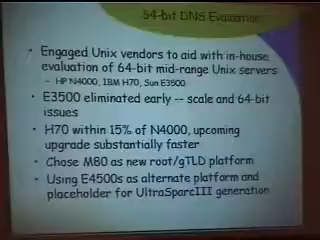 64-bit DNS Evaluation
• Engaged Unix vendors to aid with in-house
evaluation of 64-bit mid-range Unix servers
– HP N4000, IBM H70, Sun E3500
• E3500 eliminated early -- scale and 64-bit
issues
• H70 within 15% of N4000, upcoming
upgrade substantially faster
• Chose M80 as new root/gTLD platform
• Using E4500s as alternate platform and
placeholder for UltraSparcIII generation